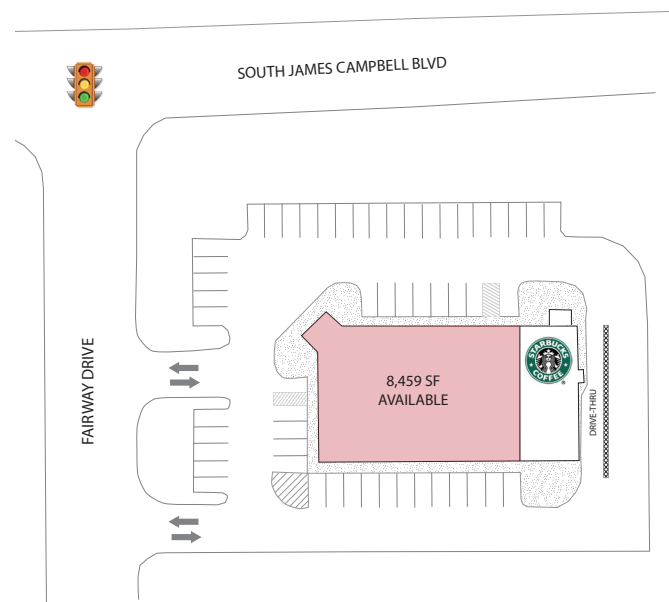 SOUTH JAMES CAMPBELL BLVD
FAIRWAY DRIVE
8,459 SF
AVAILABLE
STARBUCKS
COFFEE
®
DRIVE-THRU